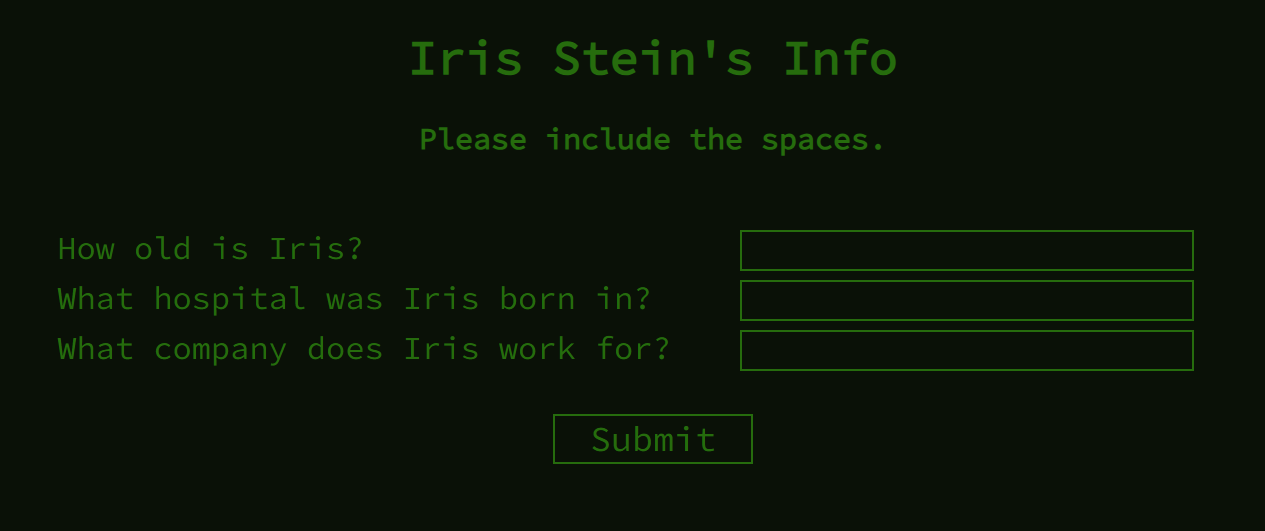 Iris Stein's Info
Please include the spaces.
How old is Iris?
What hospital was Iris born in?
What company does Iris work for?
Submit